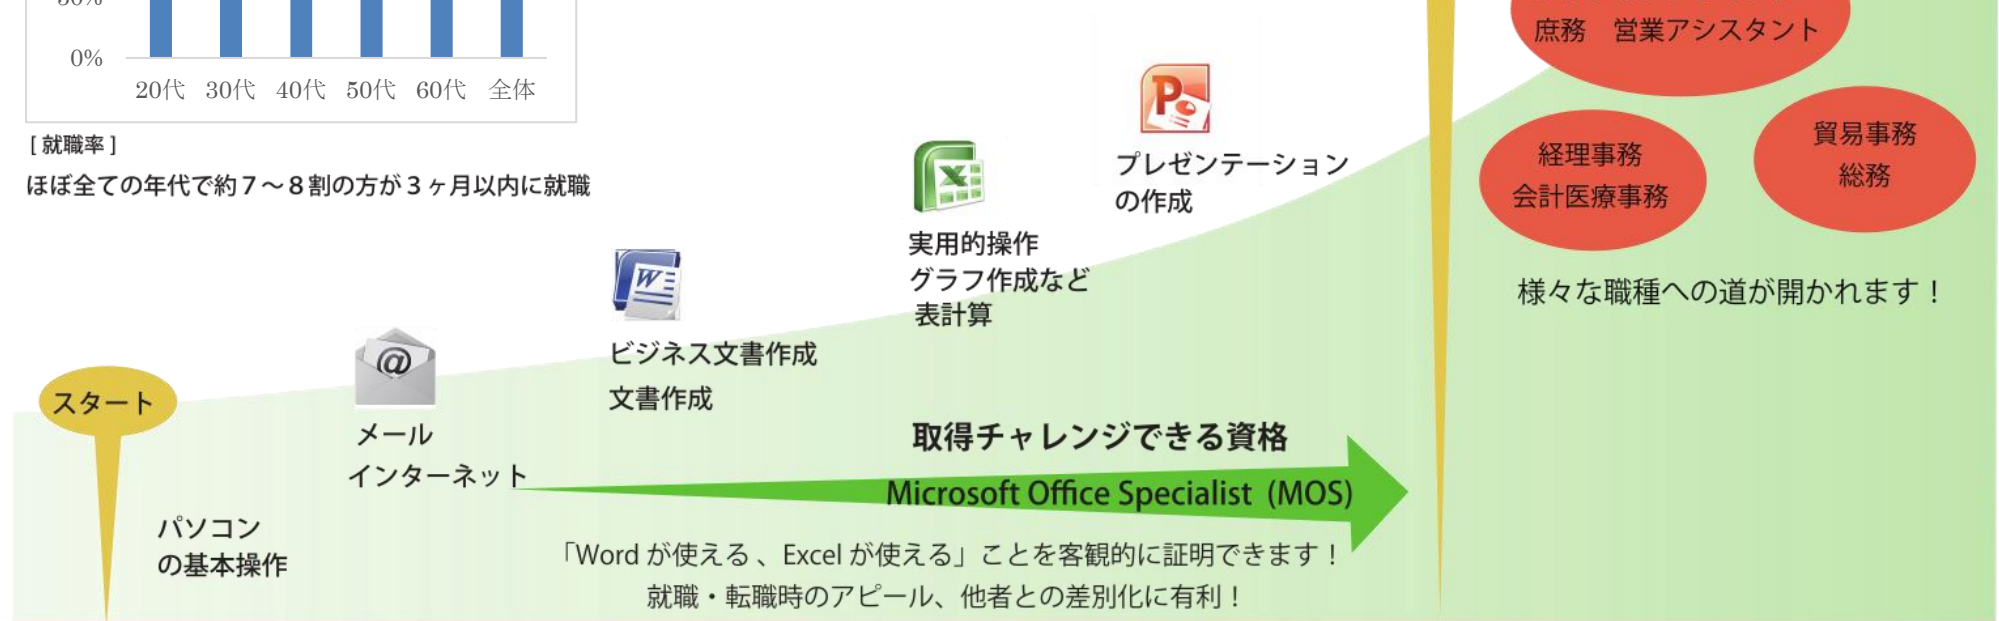 0%
20代 30代 40代 50代 60代 全体
[ 就職率 ]
ほぼ全ての年代で約７～８割の方が３ヶ月以内に就職
スタート
パソコン
の基本操作
@
メール
インターネット
W
ビジネス文書作成
文書作成
X
実用的操作
グラフ作成など
表計算
P
プレゼンテーション
の作成
取得チャレンジできる資格
Microsoft Office Specialist (MOS)
「Word が使える 、Excel が使える」ことを客観的に証明できます！
就職・転職時のアピール、他者との差別化に有利！
庶務　営業アシスタント
経理事務
会計医療事務
貿易事務
総務
様々な職種への道が開かれます！